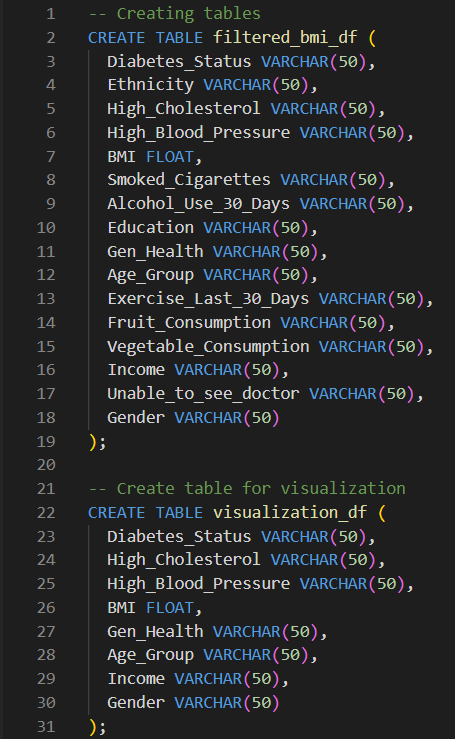 1 -- Creating tables
2 CREATE TABLE filtered_bmi_df (
3 Diabetes_Status VARCHAR(50),
4 Ethnicity VARCHAR(50),
5 High_Cholesterol VARCHAR(50),
6 High_Blood_Pressure VARCHAR(50),
7 BMI FLOAT,
8 Smoked_Cigarettes VARCHAR(50),
9 Alcohol_Use_30_Days VARCHAR(50),
10 Education VARCHAR(50),
11 Gen_Health VARCHAR(50),
12 Age_Group VARCHAR(50),
13 Exercise_Last_30_Days VARCHAR(50),
14 Fruit_Consumption VARCHAR(50),
15 Vegetable_Consumption VARCHAR(50),
16 Income VARCHAR(50),
17 Unable_to_see_doctor VARCHAR(50),
18 Gender VARCHAR(50)
19 );
20
21 -- Create table for visualization
22 CREATE TABLE visualization_df (
23 Diabetes_Status VARCHAR(50),
24 High_Cholesterol VARCHAR(50),
25 High_Blood_Pressure VARCHAR(50),
26 BMI FLOAT,
27 Gen_Health VARCHAR(50),
28 Age_Group VARCHAR(50),
29 Income VARCHAR(50),
30 Gender VARCHAR(50)
31 );